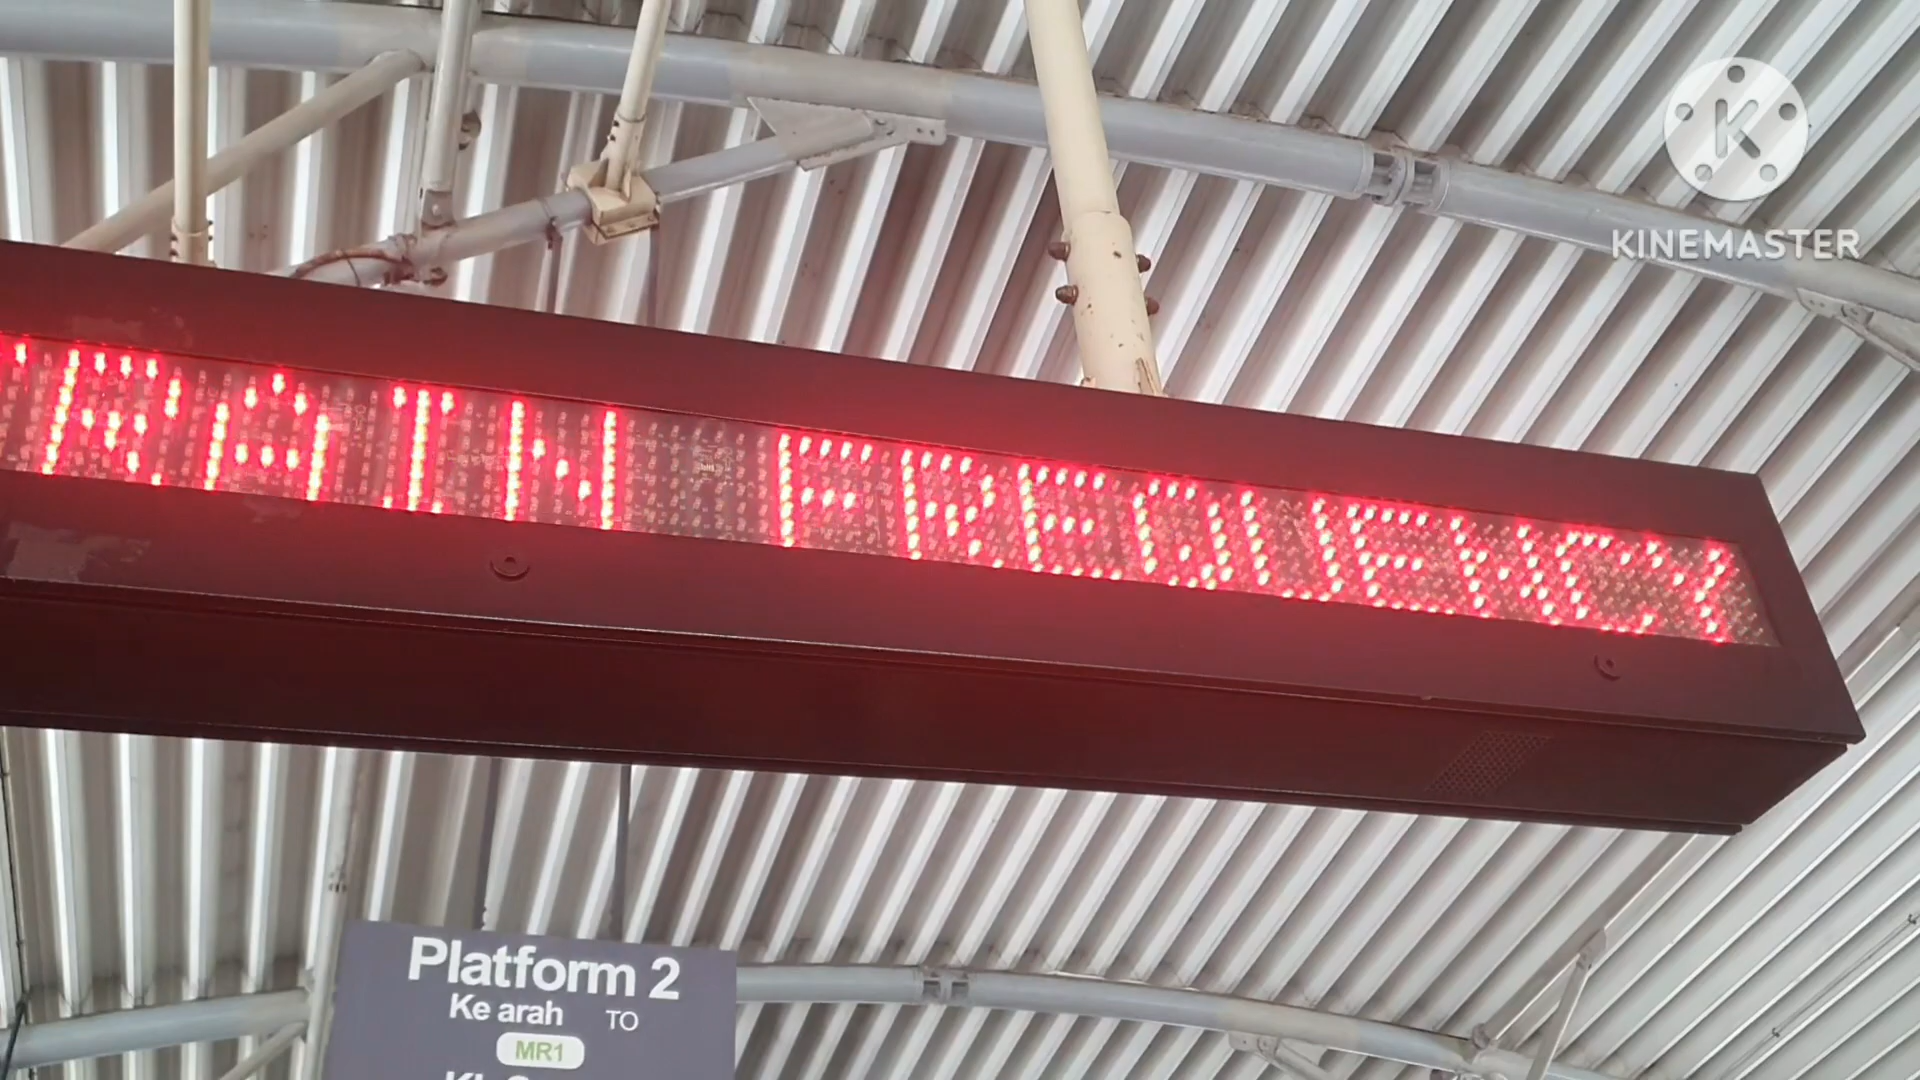 KINEMASTER
TRAIN FREQUENCY
Platform 2
Ke arah TO
MR1